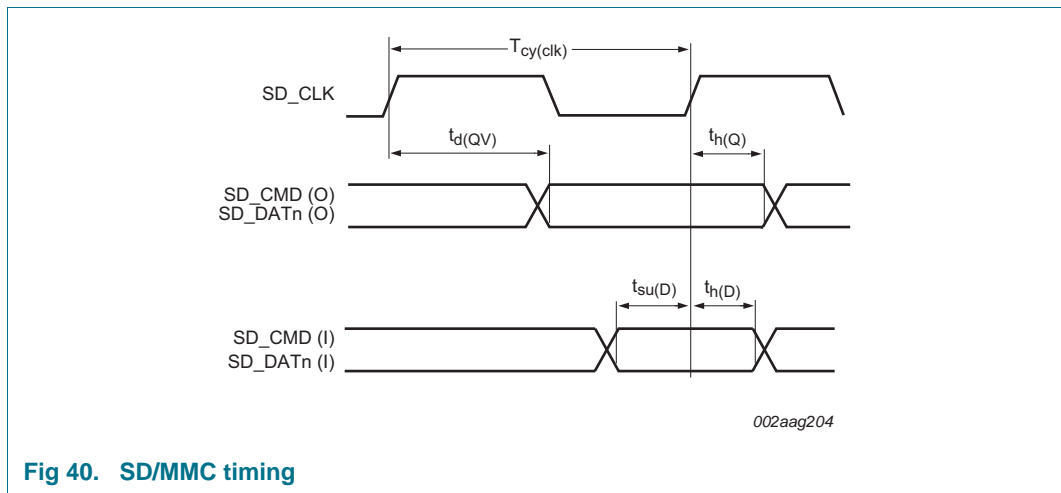 Tcy(clk)
SD_CLK
td(QV)
th(Q)
SD_CMD (O)
SD_DATn (O)
tsu(D)
th(D)
SD_CMD (I)
SD_DATn (I)
002aag204
Fig 40. SD/MMC timing